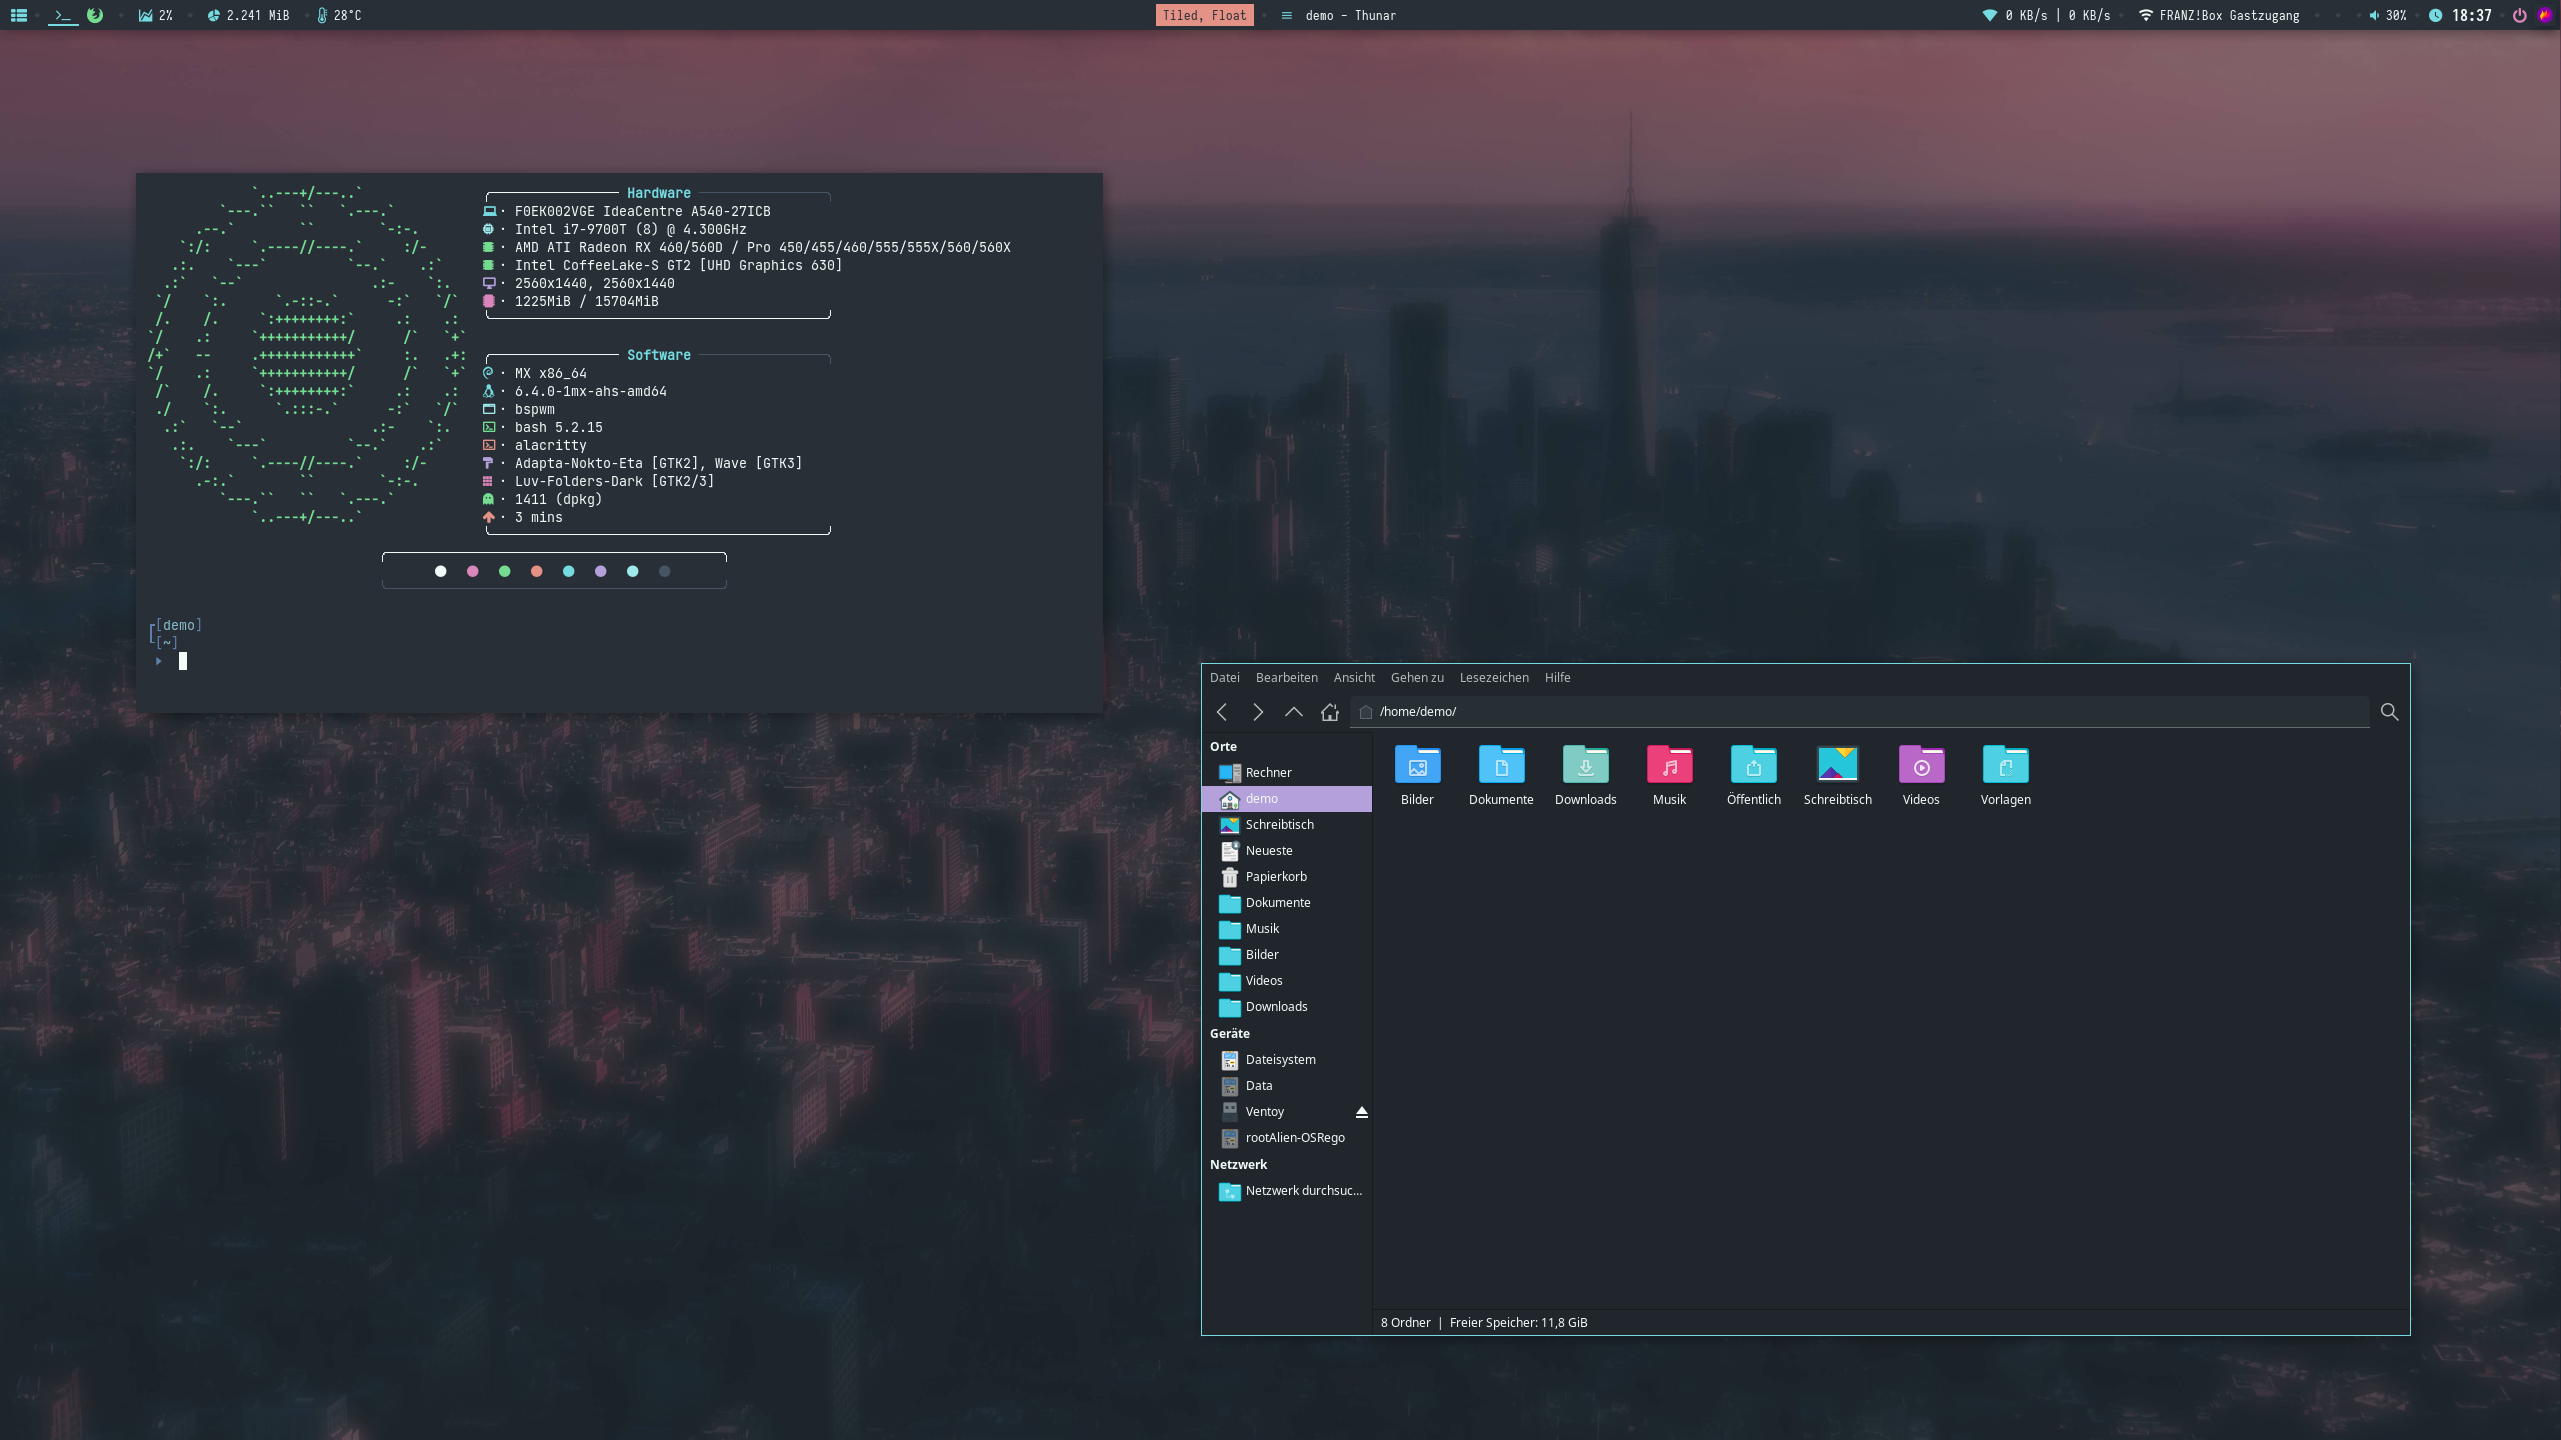 2%
2.241 MiB
28°C
Tiled, Float
demo – Thunar
0 KB/s | 0 KB/s
FRANZ!Box Gastzugang
30%
18:37
Hardware
F0EK002VGE IdeaCentre A540-27ICB
Intel i7-9700T (8) @ 4.300GHz
AMD ATI Radeon RX 460/560D / Pro 450/455/460/555/555X/560/560X
Intel CoffeeLake-S GT2 [UHD Graphics 630]
2560x1440, 2560x1440
1225MiB / 15704MiB
Software
MX x86_64
6.4.0-1mx-ahs-amd64
bspwm
bash 5.2.15
alacritty
Adapta-Nokto-Eta [GTK2], Wave [GTK3]
Luv-Folders-Dark [GTK2/3]
1411 (dpkg)
3 mins
[demo]
[~]
Datei Bearbeiten Ansicht Gehen zu Lesezeichen Hilfe
/home/demo/
Orte
Rechner
demo
Schreibtisch
Neueste
Papierkorb
Dokumente
Musik
Bilder
Videos
Downloads
Geräte
Dateisystem
Data
Ventoy
rootAlien-OSRego
Netzwerk
Netzwerk durchsuc...
Bilder Dokumente Downloads Musik Öffentlich Schreibtisch Videos Vorlagen
8 Ordner | Freier Speicher: 11,8 GiB